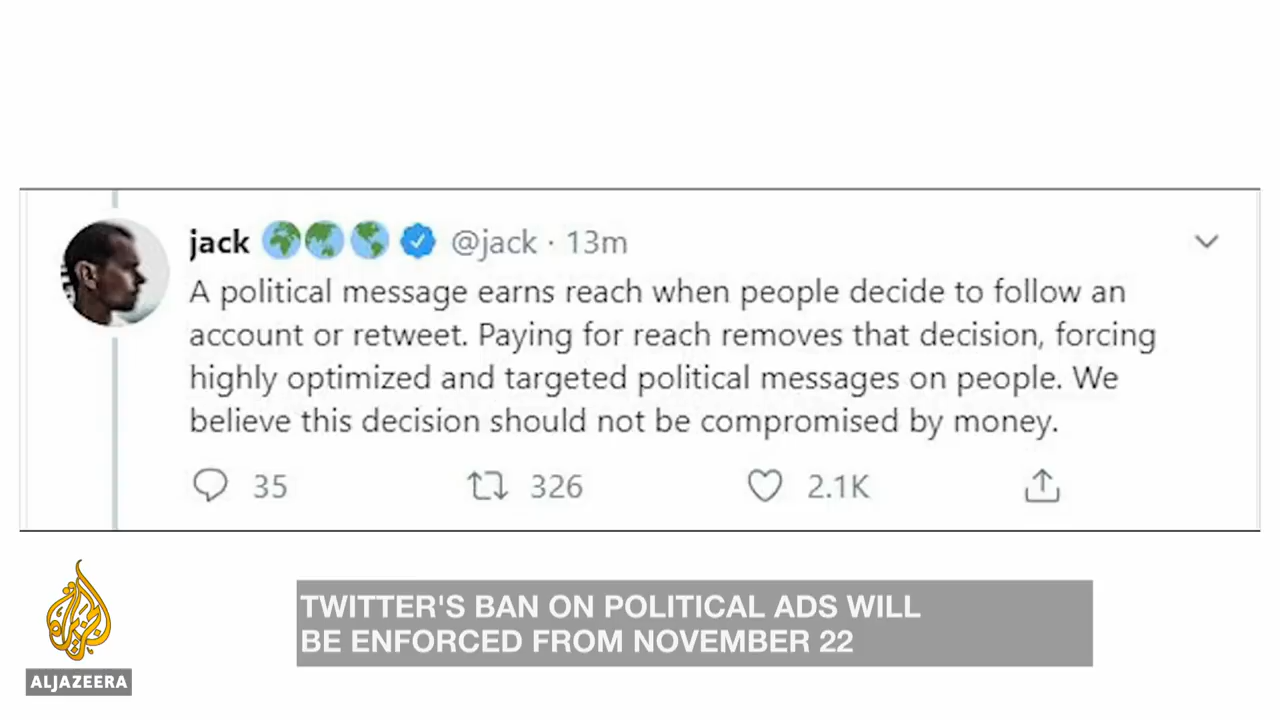 jack @jack · 13m
A political message earns reach when people decide to follow an
account or retweet. Paying for reach removes that decision, forcing
highly optimized and targeted political messages on people. We
believe this decision should not be compromised by money.
35 326 2.1K
TWITTER'S BAN ON POLITICAL ADS WILL
BE ENFORCED FROM NOVEMBER 22
ALJAZEERA